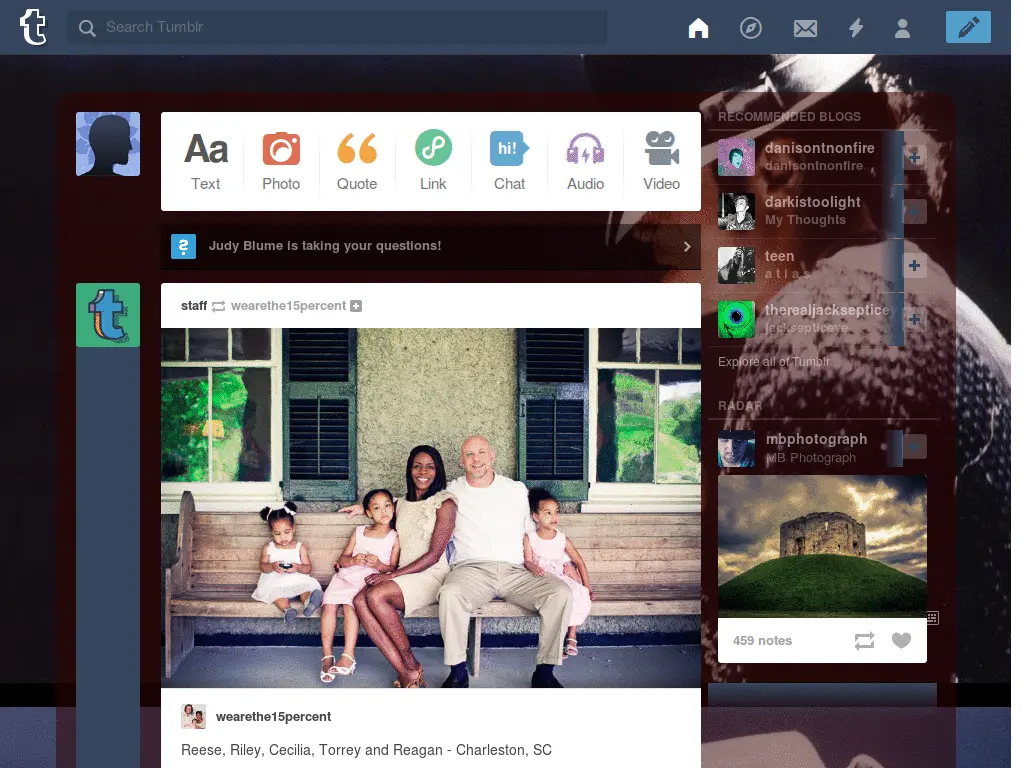 Search Tumblr
Aa
Text
Photo
Quote
Link
hi!
Chat
Audio
Video
Judy Blume is taking your questions!
staff wearethe15percent
wearethe15percent
Reese, Riley, Cecilia, Torrey and Reagan - Charleston, SC
RECOMMENDED BLOGS
danisontnonfire
danisontnonfire
darkistoolight
My Thoughts
teen
a t l a s
therealjackseptice
jacksepticeye
Explore all of Tumblr
RADAR
mbphotograph
MB Photograph
459 notes